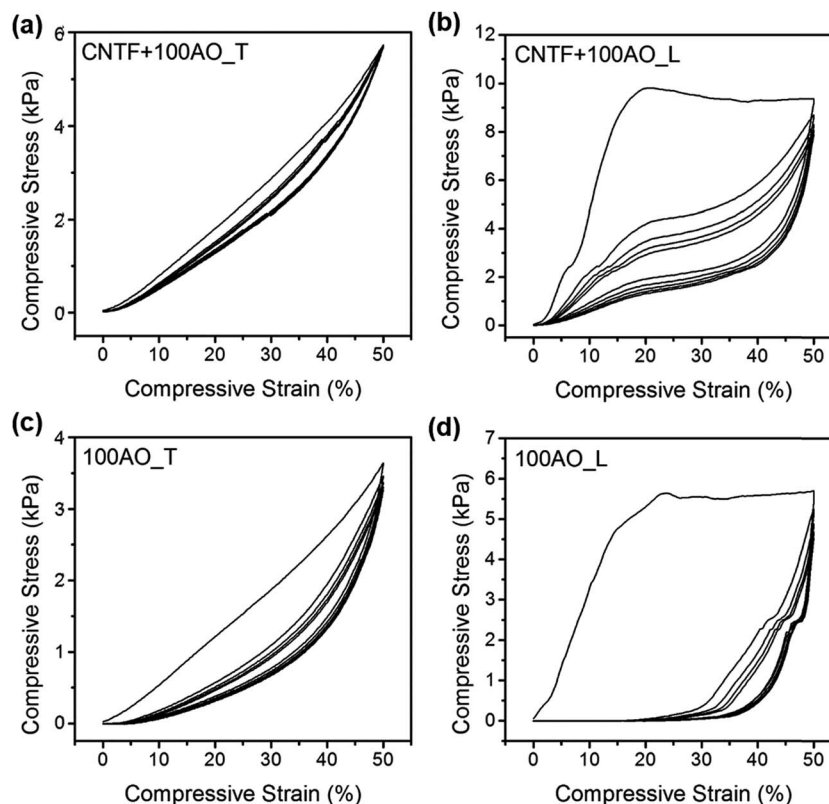 (a)
CNTF+100AO_T
Compressive Stress (kPa)
6
4
2
0
0 10 20 30 40 50
Compressive Strain (%)
(b)
CNTF+100AO_L
Compressive Stress (kPa)
12
10
8
6
4
2
0
0 10 20 30 40 50
Compressive Strain (%)
(c)
100AO_T
Compressive Stress (kPa)
4
3
2
1
0
0 10 20 30 40 50
Compressive Strain (%)
(d)
100AO_L
Compressive Stress (kPa)
7
6
5
4
3
2
1
0
0 10 20 30 40 50
Compressive Strain (%)